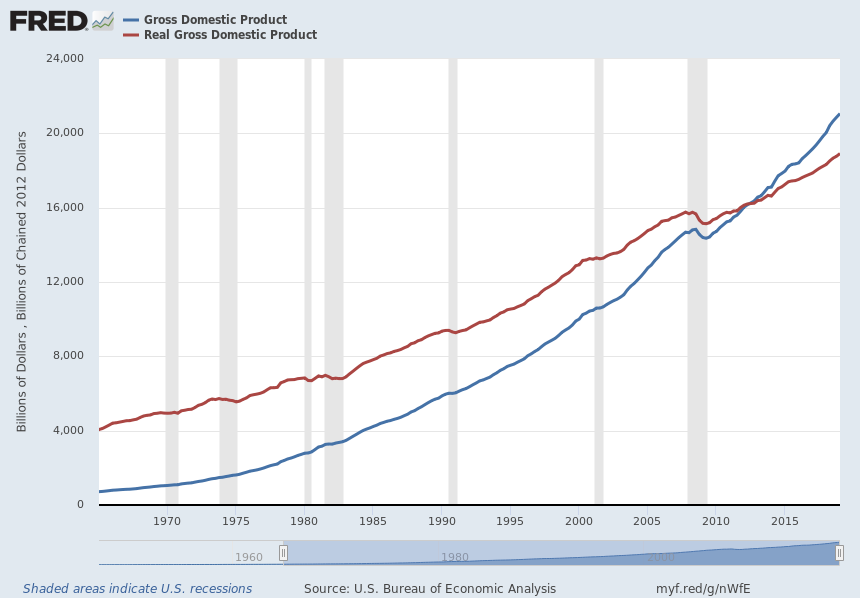 FRED
Gross Domestic Product
Real Gross Domestic Product
Billions of Dollars , Billions of Chained 2012 Dollars
24,000
20,000
16,000
12,000
8,000
4,000
0
1970 1975 1980 1985 1990 1995 2000 2005 2010 2015
1960 1980 2000
Shaded areas indicate U.S. recessions Source: U.S. Bureau of Economic Analysis myf.red/g/nWfE